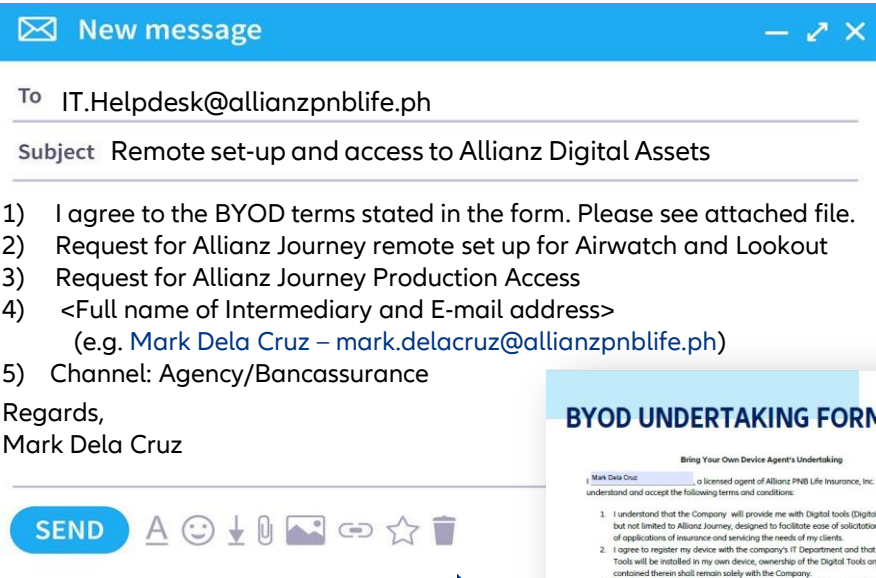 New message
To IT.Helpdesk@allianzpnblife.ph
Subject Remote set-up and access to Allianz Digital Assets
1) I agree to the BYOD terms stated in the form. Please see attached file.
2) Request for Allianz Journey remote set up for Airwatch and Lookout
3) Request for Allianz Journey Production Access
4) <Full name of Intermediary and E-mail address>
(e.g. Mark Dela Cruz – mark.delacruz@allianzpnblife.ph)
5) Channel: Agency/Bancassurance
Regards,
Mark Dela Cruz
SEND A
BYOD UNDERTAKING FORM
Bring Your Own Device Agent's Undertaking
I Mark Dela Cruz, a licensed agent of Allianz PNB Life Insurance, Inc.
understand and accept the following terms and conditions:
1. I understand that the Company will provide me with Digital tools (Digital
but not limited to Allianz Journey, designed to facilitate ease of solicitation
of applications of insurance and servicing the needs of my clients.
2. I agree to register my device with the company's IT Department and that
Tools will be installed in my own device, ownership of the Digital Tools an
contained therein shall remain solely with the Company.